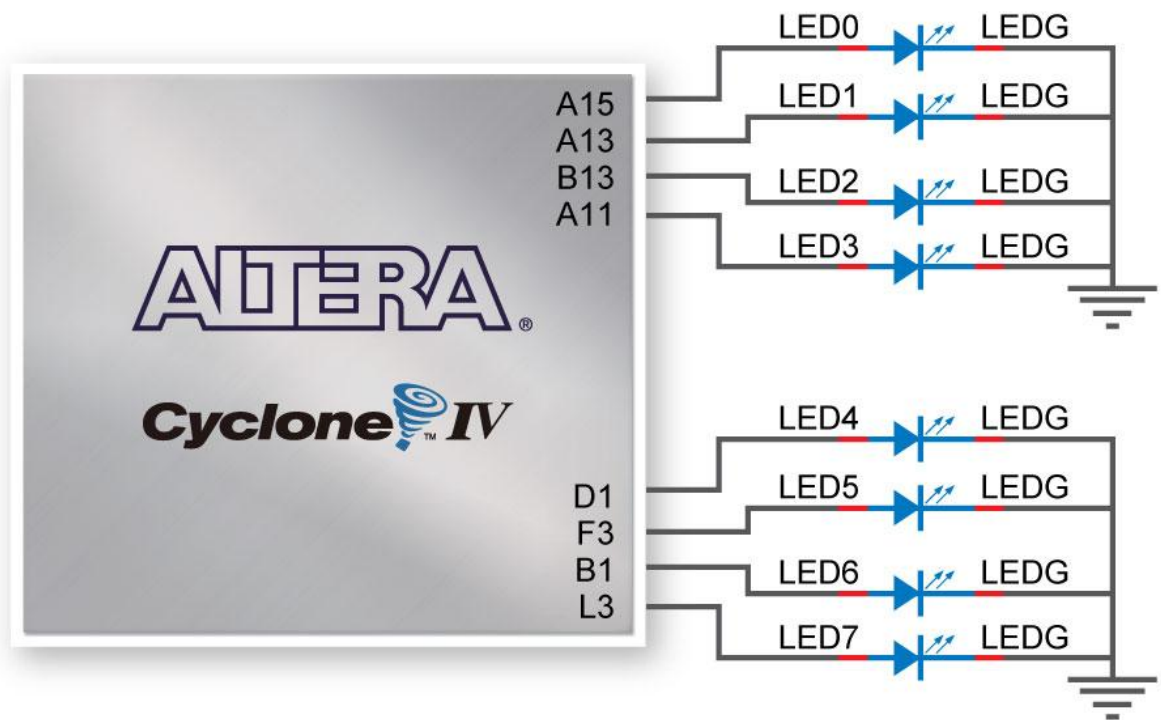 LED0 LEDG
A15
LED1 LEDG
A13
B13
LED2 LEDG
A11
LED3 LEDG
ALTERA®
Cyclone™ IV
LED4 LEDG
D1
LED5 LEDG
F3
B1
LED6 LEDG
L3
LED7 LEDG